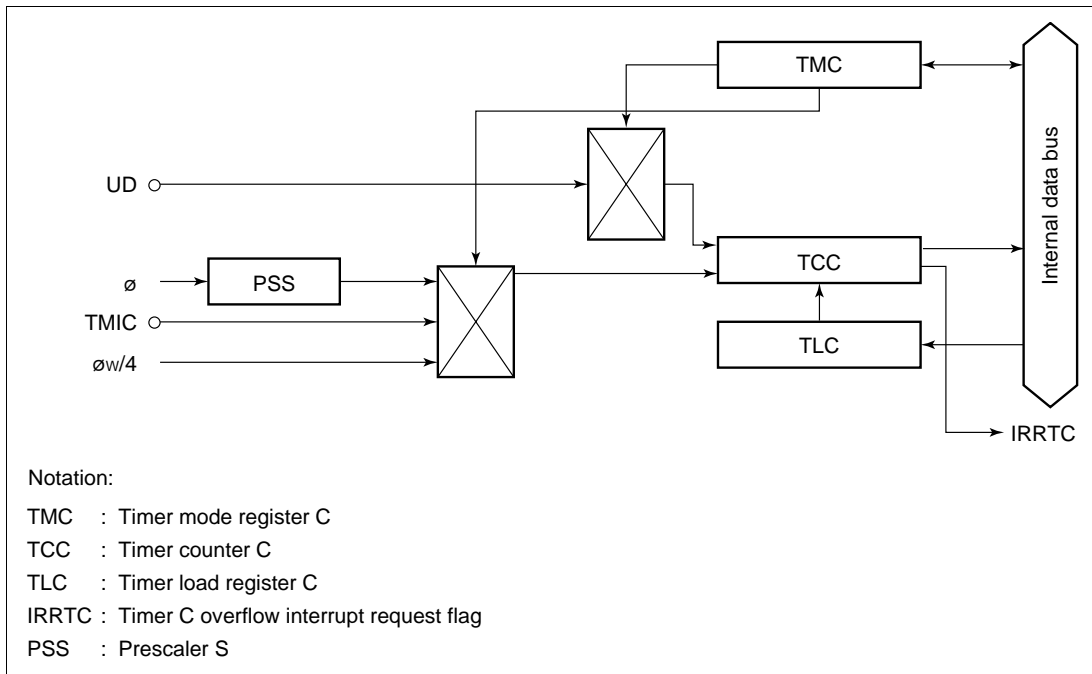 TMC
UD
TCC
ø
PSS
TMIC
TLC
øw/4
Internal data bus
IRRTC
Notation:
TMC : Timer mode register C
TCC : Timer counter C
TLC : Timer load register C
IRRTC : Timer C overflow interrupt request flag
PSS : Prescaler S